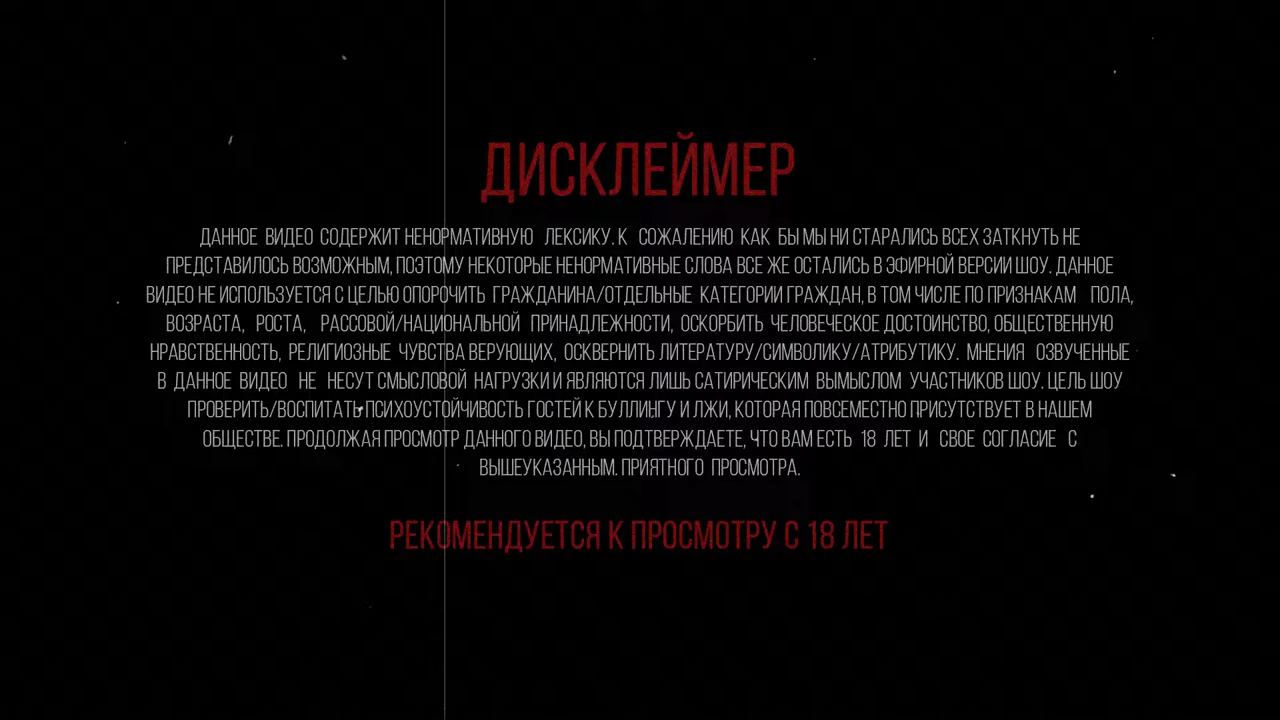 ДИСКЛЕЙМЕР
ДАННОЕ ВИДЕО СОДЕРЖИТ НЕНОРМАТИВНУЮ ЛЕКСИКУ. К СОЖАЛЕНИЮ КАК БЫ МЫ НИ СТАРАЛИСЬ ВСЕХ ЗАТКНУТЬ НЕ
ПРЕДСТАВИЛОСЬ ВОЗМОЖНЫМ, ПОЭТОМУ НЕКОТОРЫЕ НЕНОРМАТИВНЫЕ СЛОВА ВСЕ ЖЕ ОСТАЛИСЬ В ЭФИРНОЙ ВЕРСИИ ШОУ. ДАННОЕ
ВИДЕО НЕ ИСПОЛЬЗУЕТСЯ С ЦЕЛЬЮ ОПОРОЧИТЬ ГРАЖДАНИНА/ОТДЕЛЬНЫЕ КАТЕГОРИИ ГРАЖДАН, В ТОМ ЧИСЛЕ ПО ПРИЗНАКАМ ПОЛА,
ВОЗРАСТА, РОСТА, РАССОВОЙ/НАЦИОНАЛЬНОЙ ПРИНАДЛЕЖНОСТИ, ОСКОРБИТЬ ЧЕЛОВЕЧЕСКОЕ ДОСТОИНСТВО, ОБЩЕСТВЕННУЮ
НРАВСТВЕННОСТЬ, РЕЛИГИОЗНЫЕ ЧУВСТВА ВЕРУЮЩИХ, ОСКВЕРНИТЬ ЛИТЕРАТУРУ/СИМВОЛИКУ/АТРИБУТИКУ. МНЕНИЯ ОЗВУЧЕННЫЕ
В ДАННОЕ ВИДЕО НЕ НЕСУТ СМЫСЛОВОЙ НАГРУЗКИ И ЯВЛЯЮТСЯ ЛИШЬ САТИРИЧЕСКИМ ВЫМЫСЛОМ УЧАСТНИКОВ ШОУ. ЦЕЛЬ ШОУ
ПРОВЕРИТЬ/ВОСПИТАТЬ ПСИХОУСТОЙЧИВОСТЬ ГОСТЕЙ К БУЛЛИНГУ И ЛЖИ, КОТОРАЯ ПОВСЕМЕСТНО ПРИСУТСТВУЕТ В НАШЕМ
ОБЩЕСТВЕ. ПРОДОЛЖАЯ ПРОСМОТР ДАННОГО ВИДЕО, ВЫ ПОДТВЕРЖДАЕТЕ, ЧТО ВАМ ЕСТЬ 18 ЛЕТ И СВОЕ СОГЛАСИЕ С
ВЫШЕУКАЗАННЫМ. ПРИЯТНОГО ПРОСМОТРА.
РЕКОМЕНДУЕТСЯ К ПРОСМОТРУ С 18 ЛЕТ